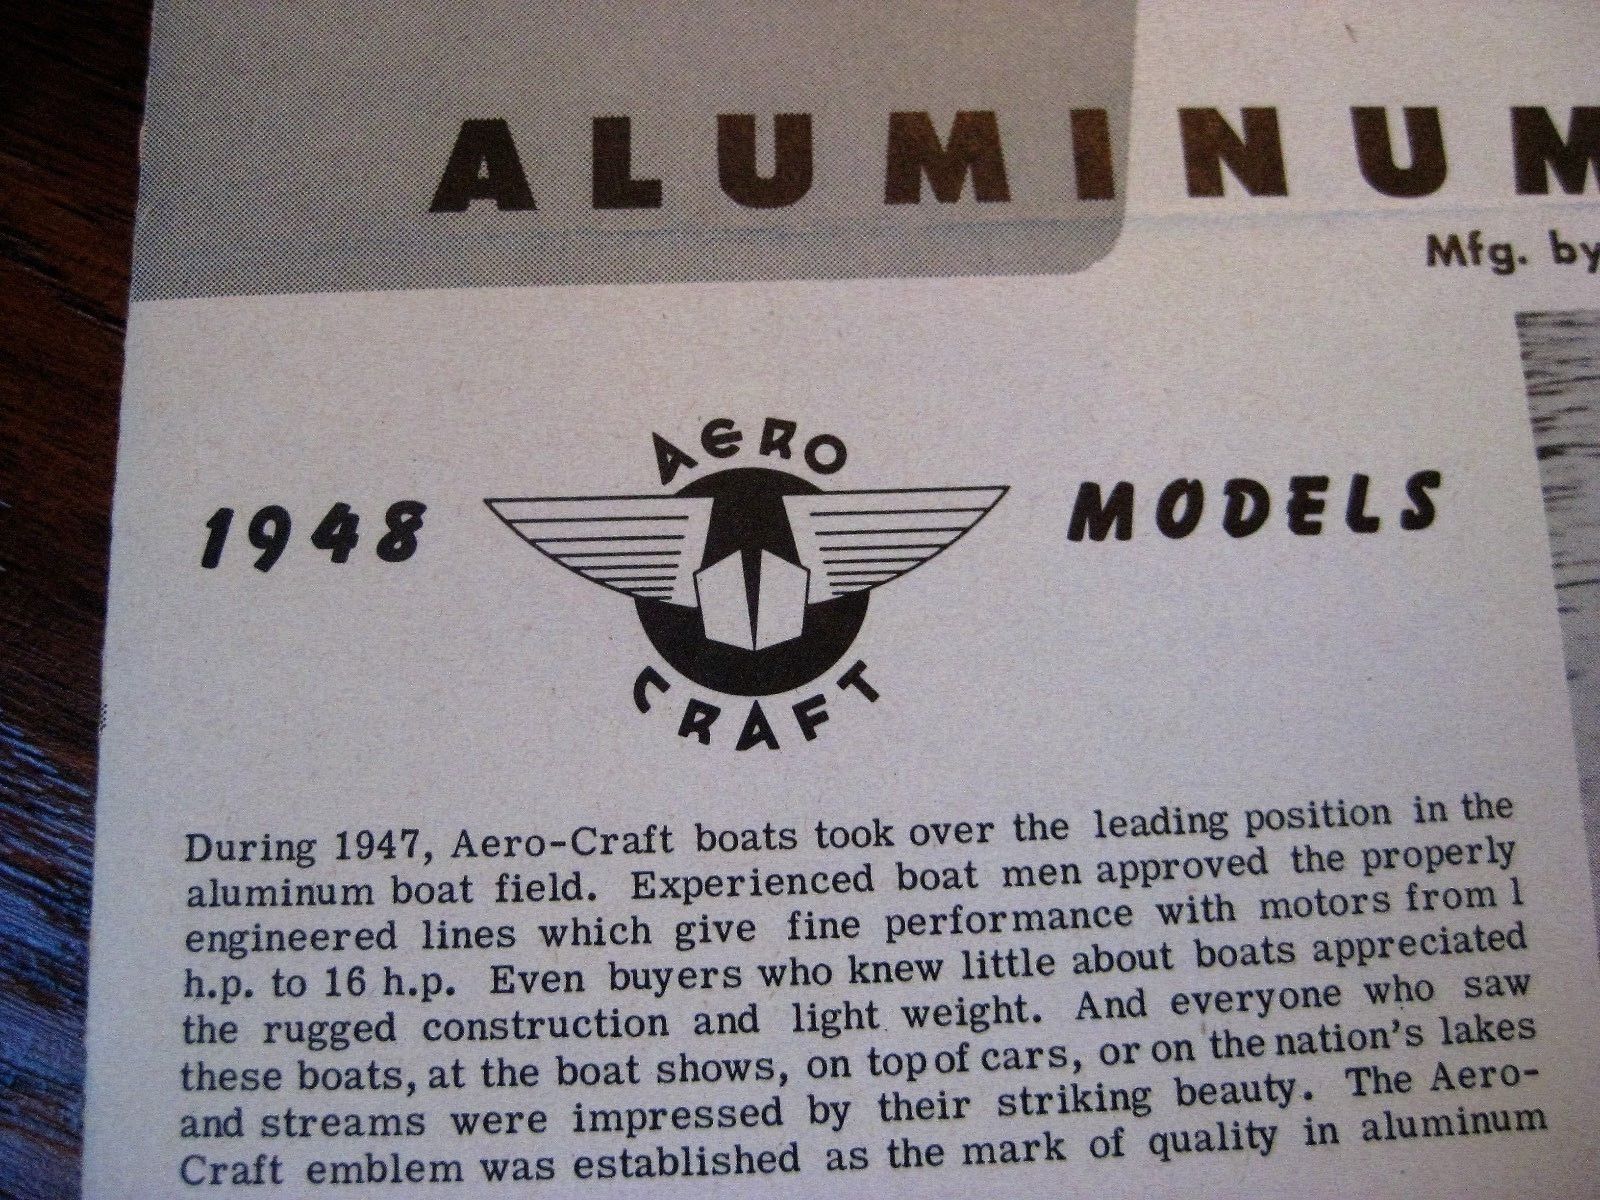 ALUMINUM
Mfg. by
AERO
1948 MODELS
CRAFT
During 1947, Aero-Craft boats took over the leading position in the
aluminum boat field. Experienced boat men approved the properly
engineered lines which give fine performance with motors from 1
h.p. to 16 h.p. Even buyers who knew little about boats appreciated
the rugged construction and light weight. And everyone who saw
these boats, at the boat shows, on top of cars, or on the nation's lakes
and streams were impressed by their striking beauty. The Aero-
Craft emblem was established as the mark of quality in aluminum